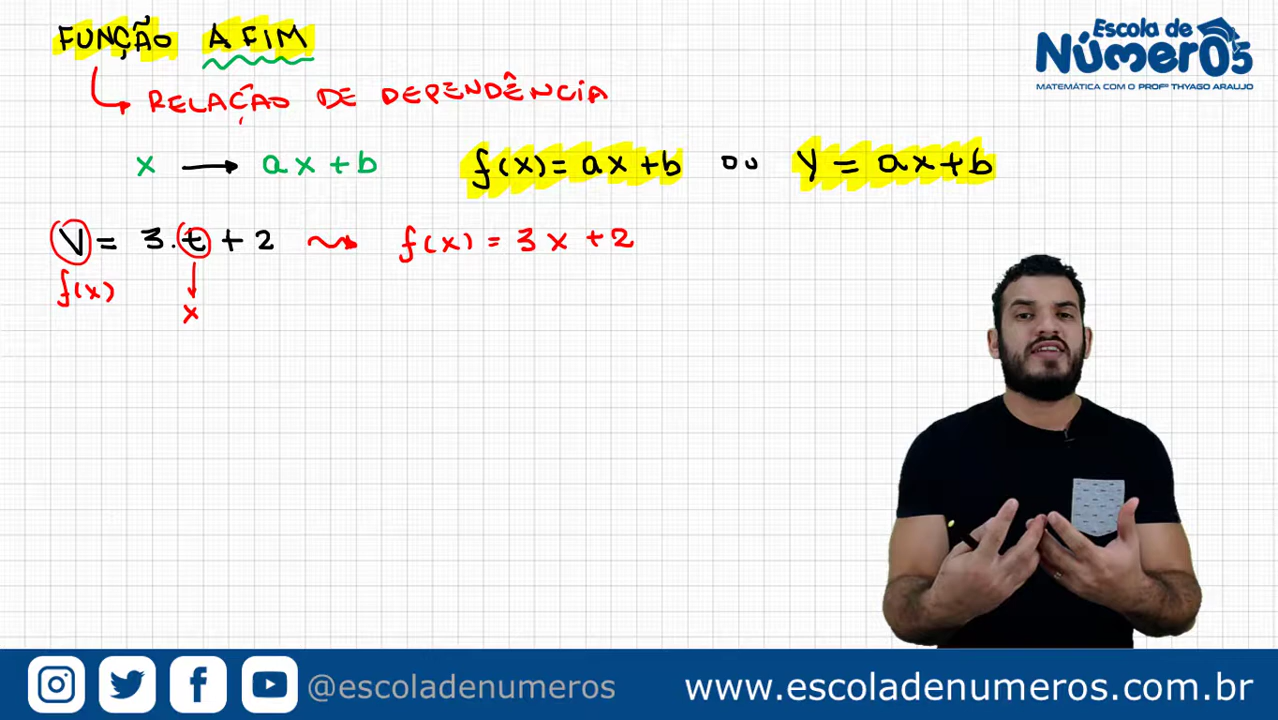 FUNÇÃO AFIM
Escola de
NúmerOs
MATEMÁTICA COM O PROFº THYAGO ARAUJO
RELAÇÃO DE DEPENDÊNCIA
x → ax+b f(x)=ax+b ou y=ax+b
V = 3.t+2 ⇝ f(x)=3x+2
f(x) x
@escoladenumeros www.escoladenumeros.com.br